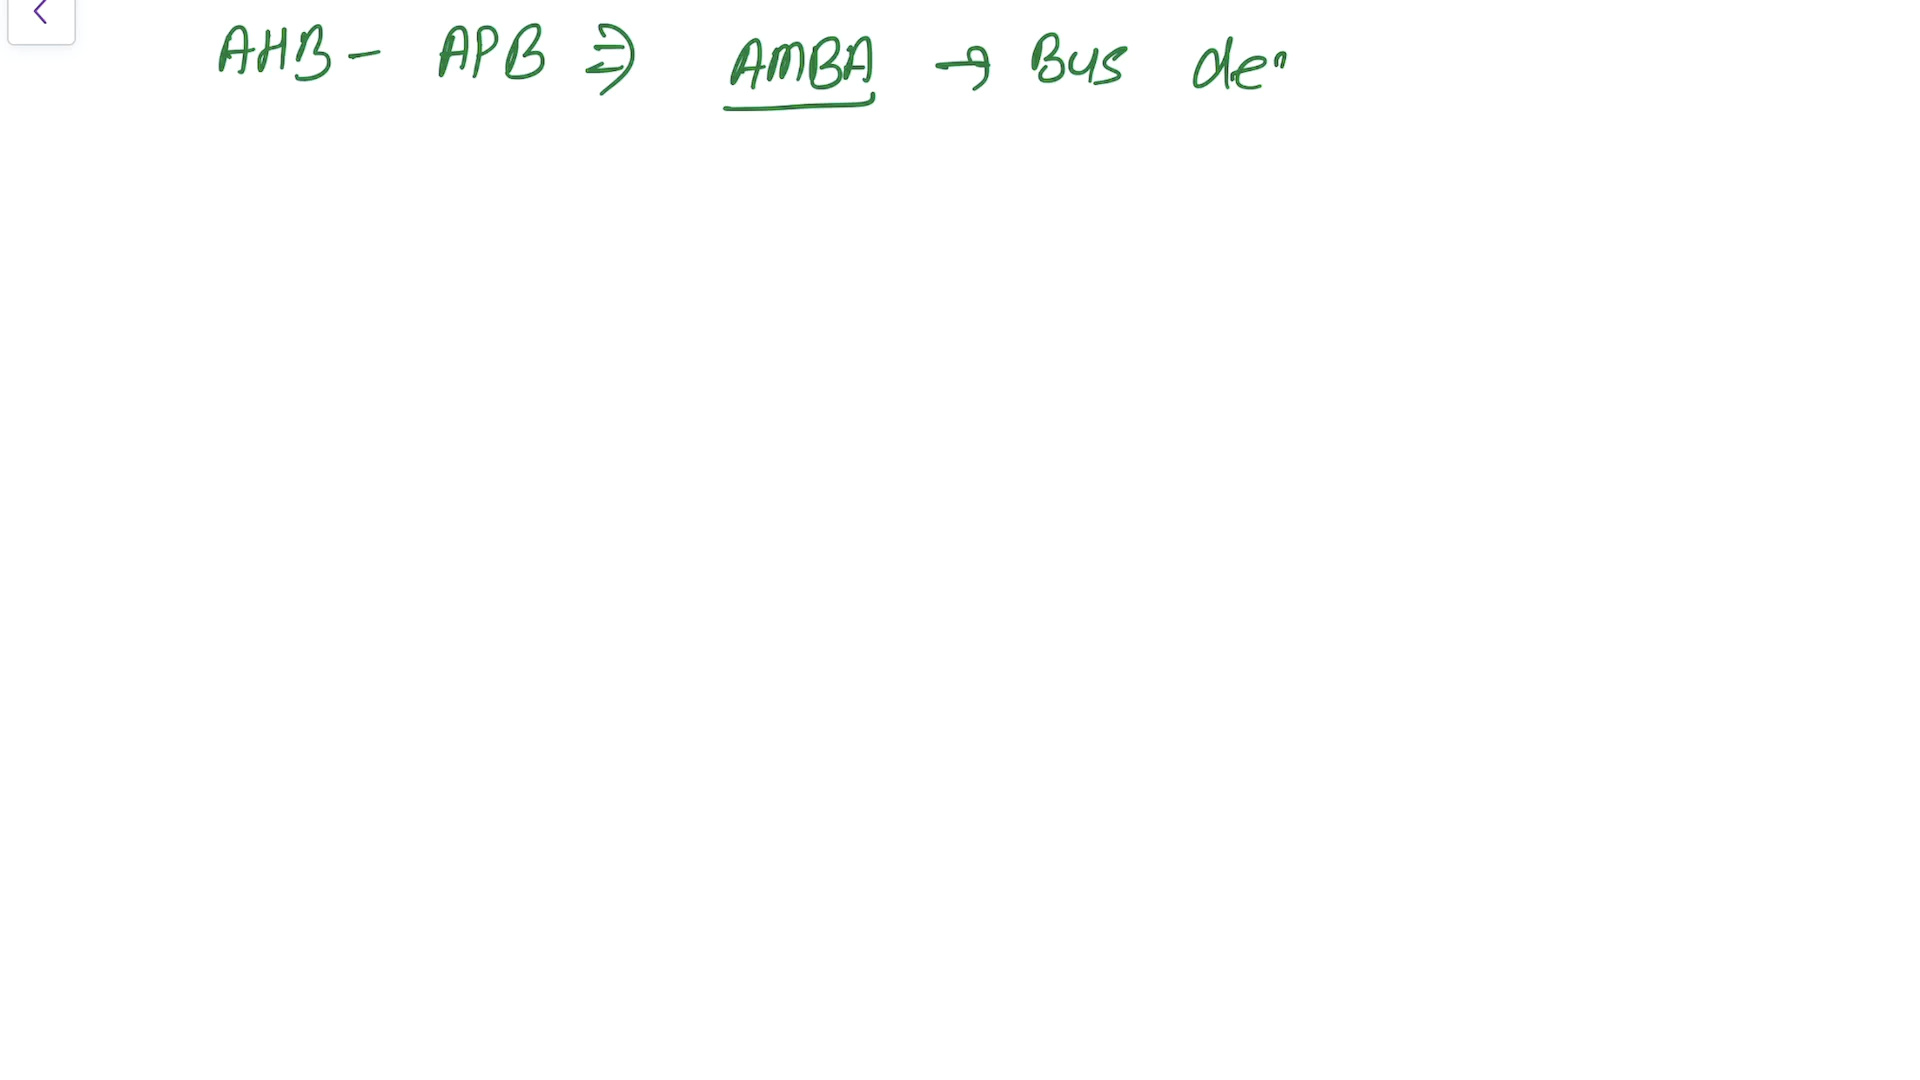 AHB - APB ⇒ AMBA → Bus